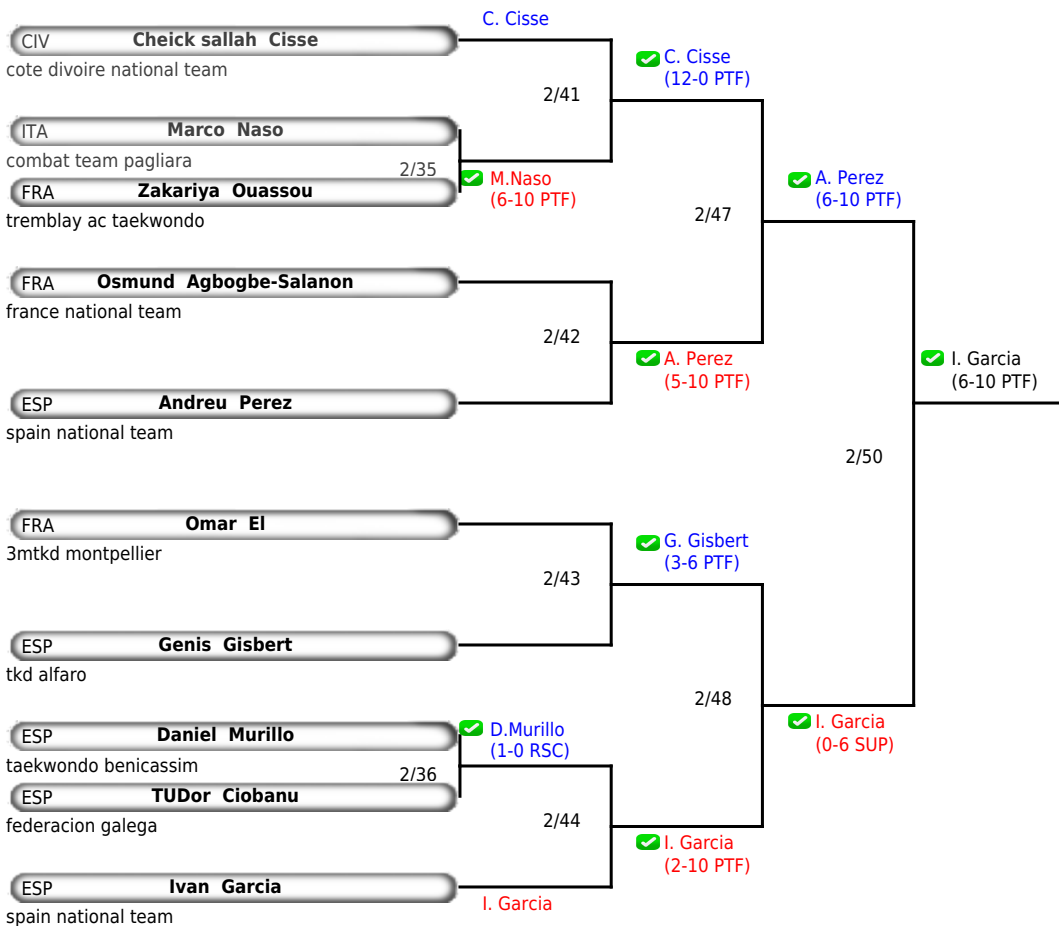 C. Cisse
CIV Cheick sallah Cisse
cote divoire national team
C. Cisse
(12-0 PTF)
2/41
ITA Marco Naso
combat team pagliara
2/35
M.Naso
(6-10 PTF)
FRA Zakariya Ouassou
tremblay ac taekwondo
A. Perez
(6-10 PTF)
2/47
FRA Osmund Agbogbe-Salanon
france national team
2/42
A. Perez
(5-10 PTF)
I. Garcia
(6-10 PTF)
ESP Andreu Perez
spain national team
2/50
FRA Omar El
3mtkd montpellier
G. Gisbert
(3-6 PTF)
2/43
ESP Genis Gisbert
tkd alfaro
2/48
I. Garcia
(0-6 SUP)
ESP Daniel Murillo
taekwondo benicassim
D.Murillo
(1-0 RSC)
2/36
ESP TUDor Ciobanu
federacion galega
2/44
I. Garcia
(2-10 PTF)
ESP Ivan Garcia
spain national team
I. Garcia